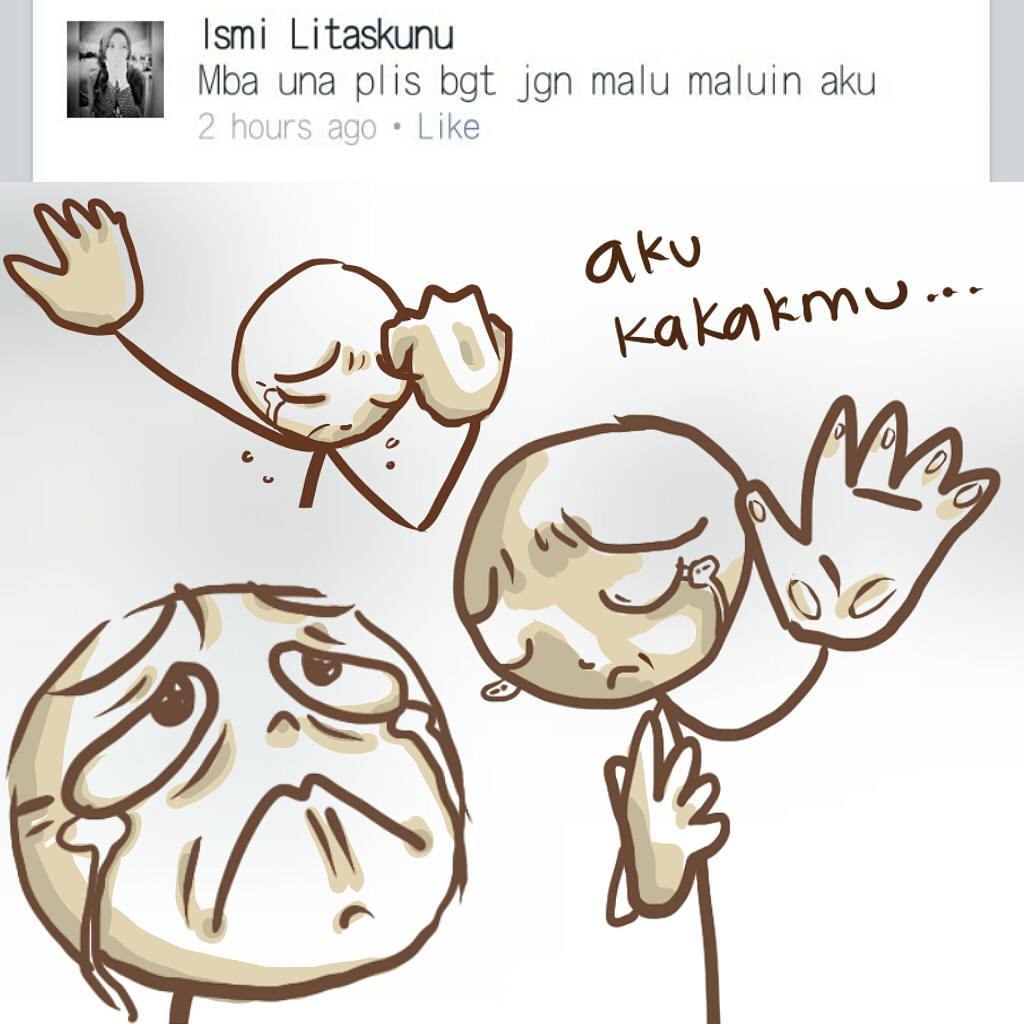 Ismi Litaskunu
Mba una plis bgt jgn malu maluin aku
2 hours ago • Like
aku
kakakmu...